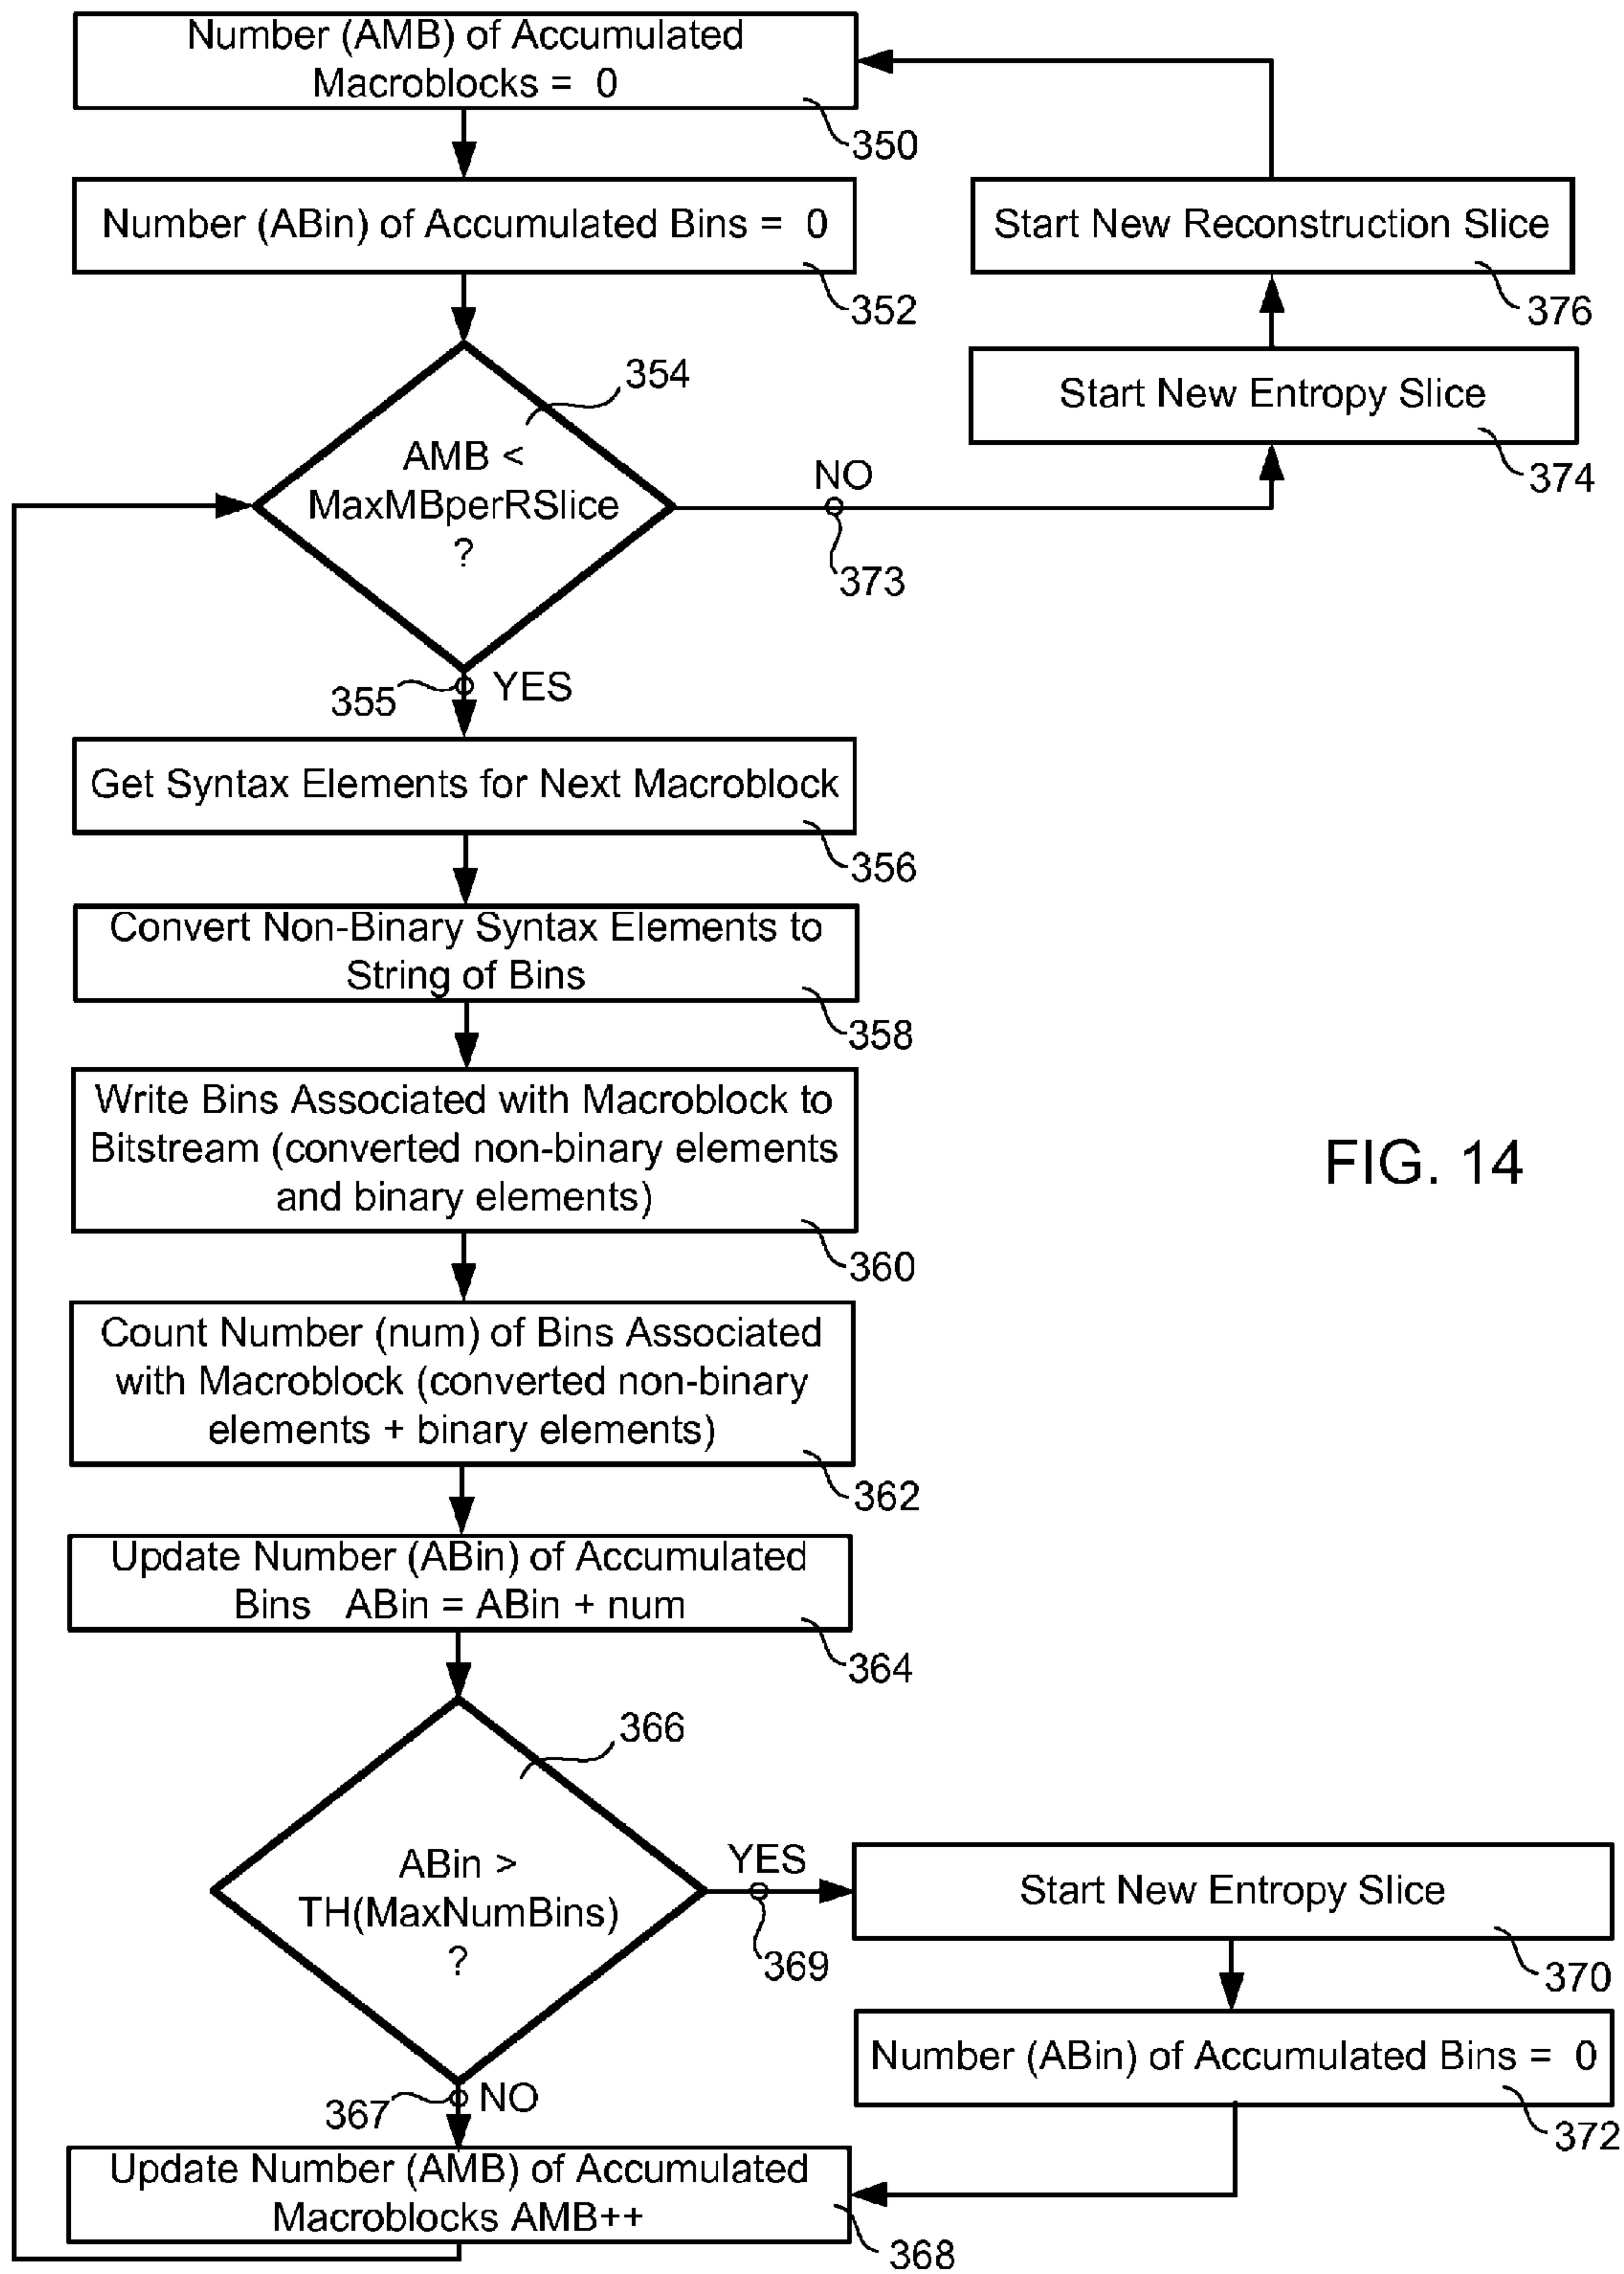 Number (AMB) of Accumulated
Macroblocks = 0
350
Number (ABin) of Accumulated Bins = 0
352
Start New Reconstruction Slice
376
Start New Entropy Slice
374
354
AMB <
MaxMBperRSlice
?
NO
373
355
YES
Get Syntax Elements for Next Macroblock
356
Convert Non-Binary Syntax Elements to
String of Bins
358
Write Bins Associated with Macroblock to
Bitstream (converted non-binary elements
and binary elements)
360
FIG. 14
Count Number (num) of Bins Associated
with Macroblock (converted non-binary
elements + binary elements)
362
Update Number (ABin) of Accumulated
Bins ABin = ABin + num
364
366
ABin >
TH(MaxNumBins)
?
YES
369
Start New Entropy Slice
370
Number (ABin) of Accumulated Bins = 0
372
367
NO
Update Number (AMB) of Accumulated
Macroblocks AMB++
368